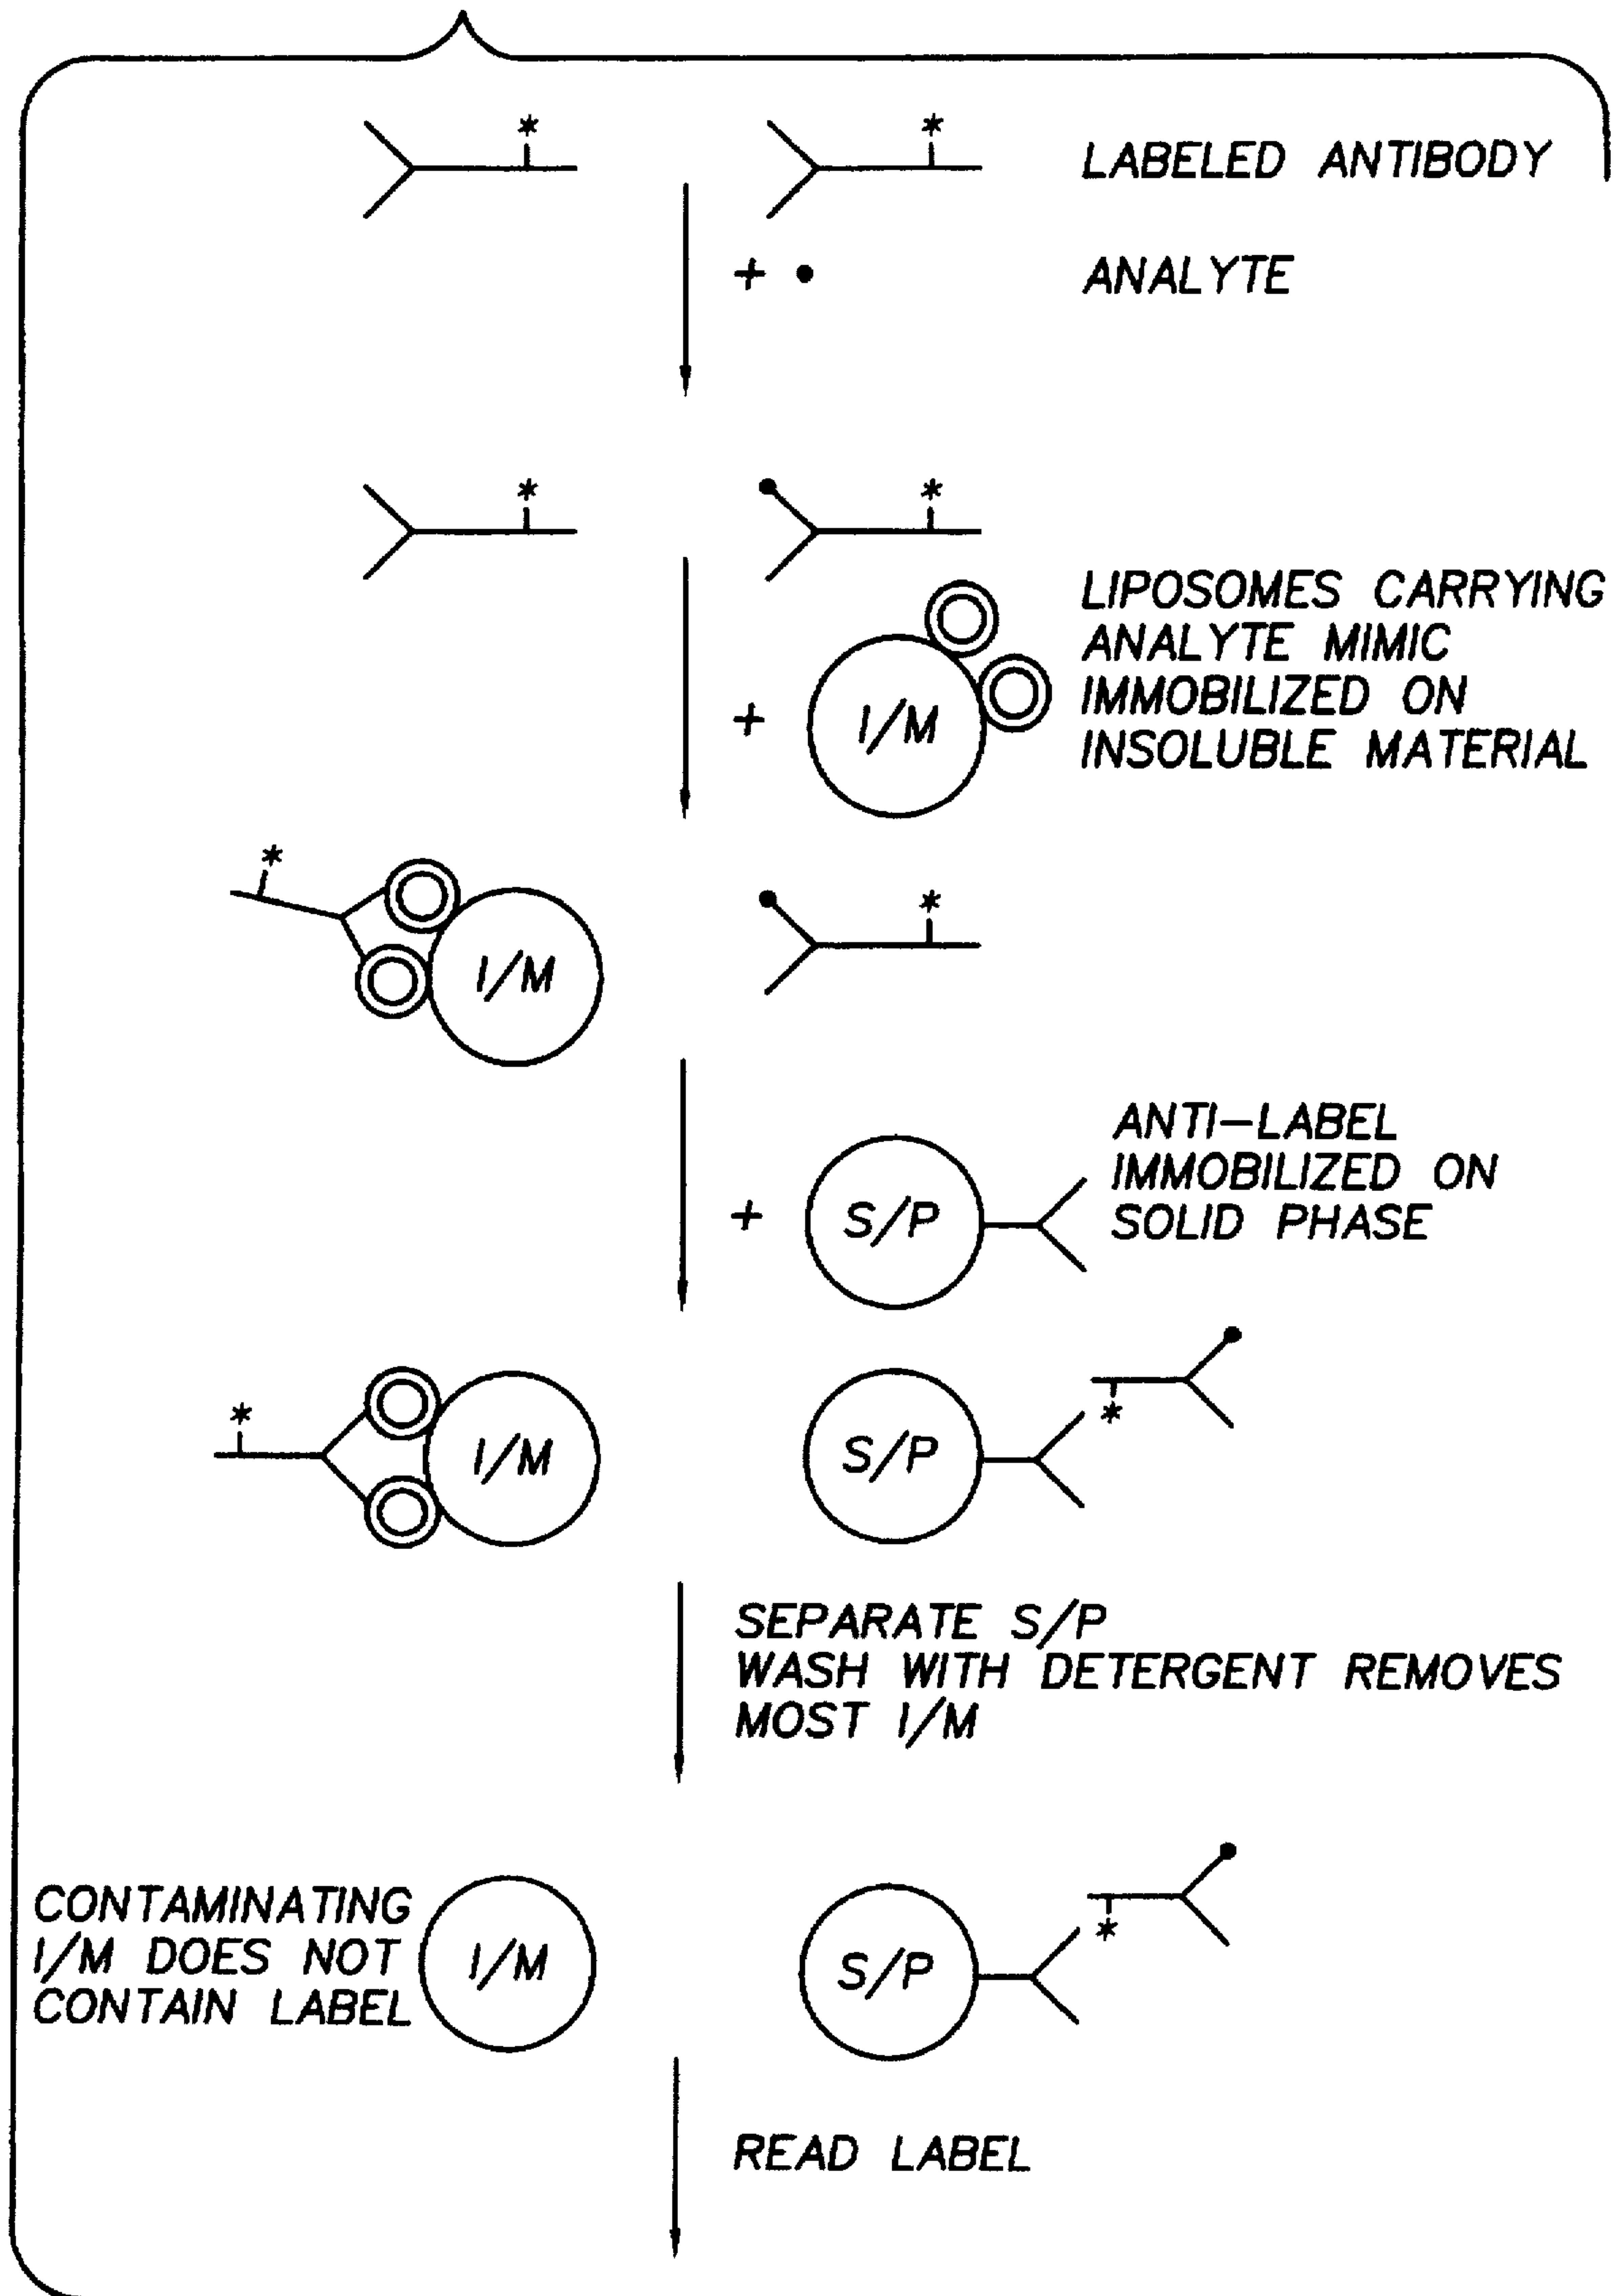 *
*
LABELED ANTIBODY
+ •
ANALYTE
*
*
LIPOSOMES CARRYING
ANALYTE MIMIC
IMMOBILIZED ON
INSOLUBLE MATERIAL
+
I/M
*
I/M
*
ANTI-LABEL
IMMOBILIZED ON
SOLID PHASE
+
S/P
*
I/M
S/P
*
SEPARATE S/P
WASH WITH DETERGENT REMOVES
MOST I/M
CONTAMINATING
I/M DOES NOT
CONTAIN LABEL
I/M
S/P
*
READ LABEL